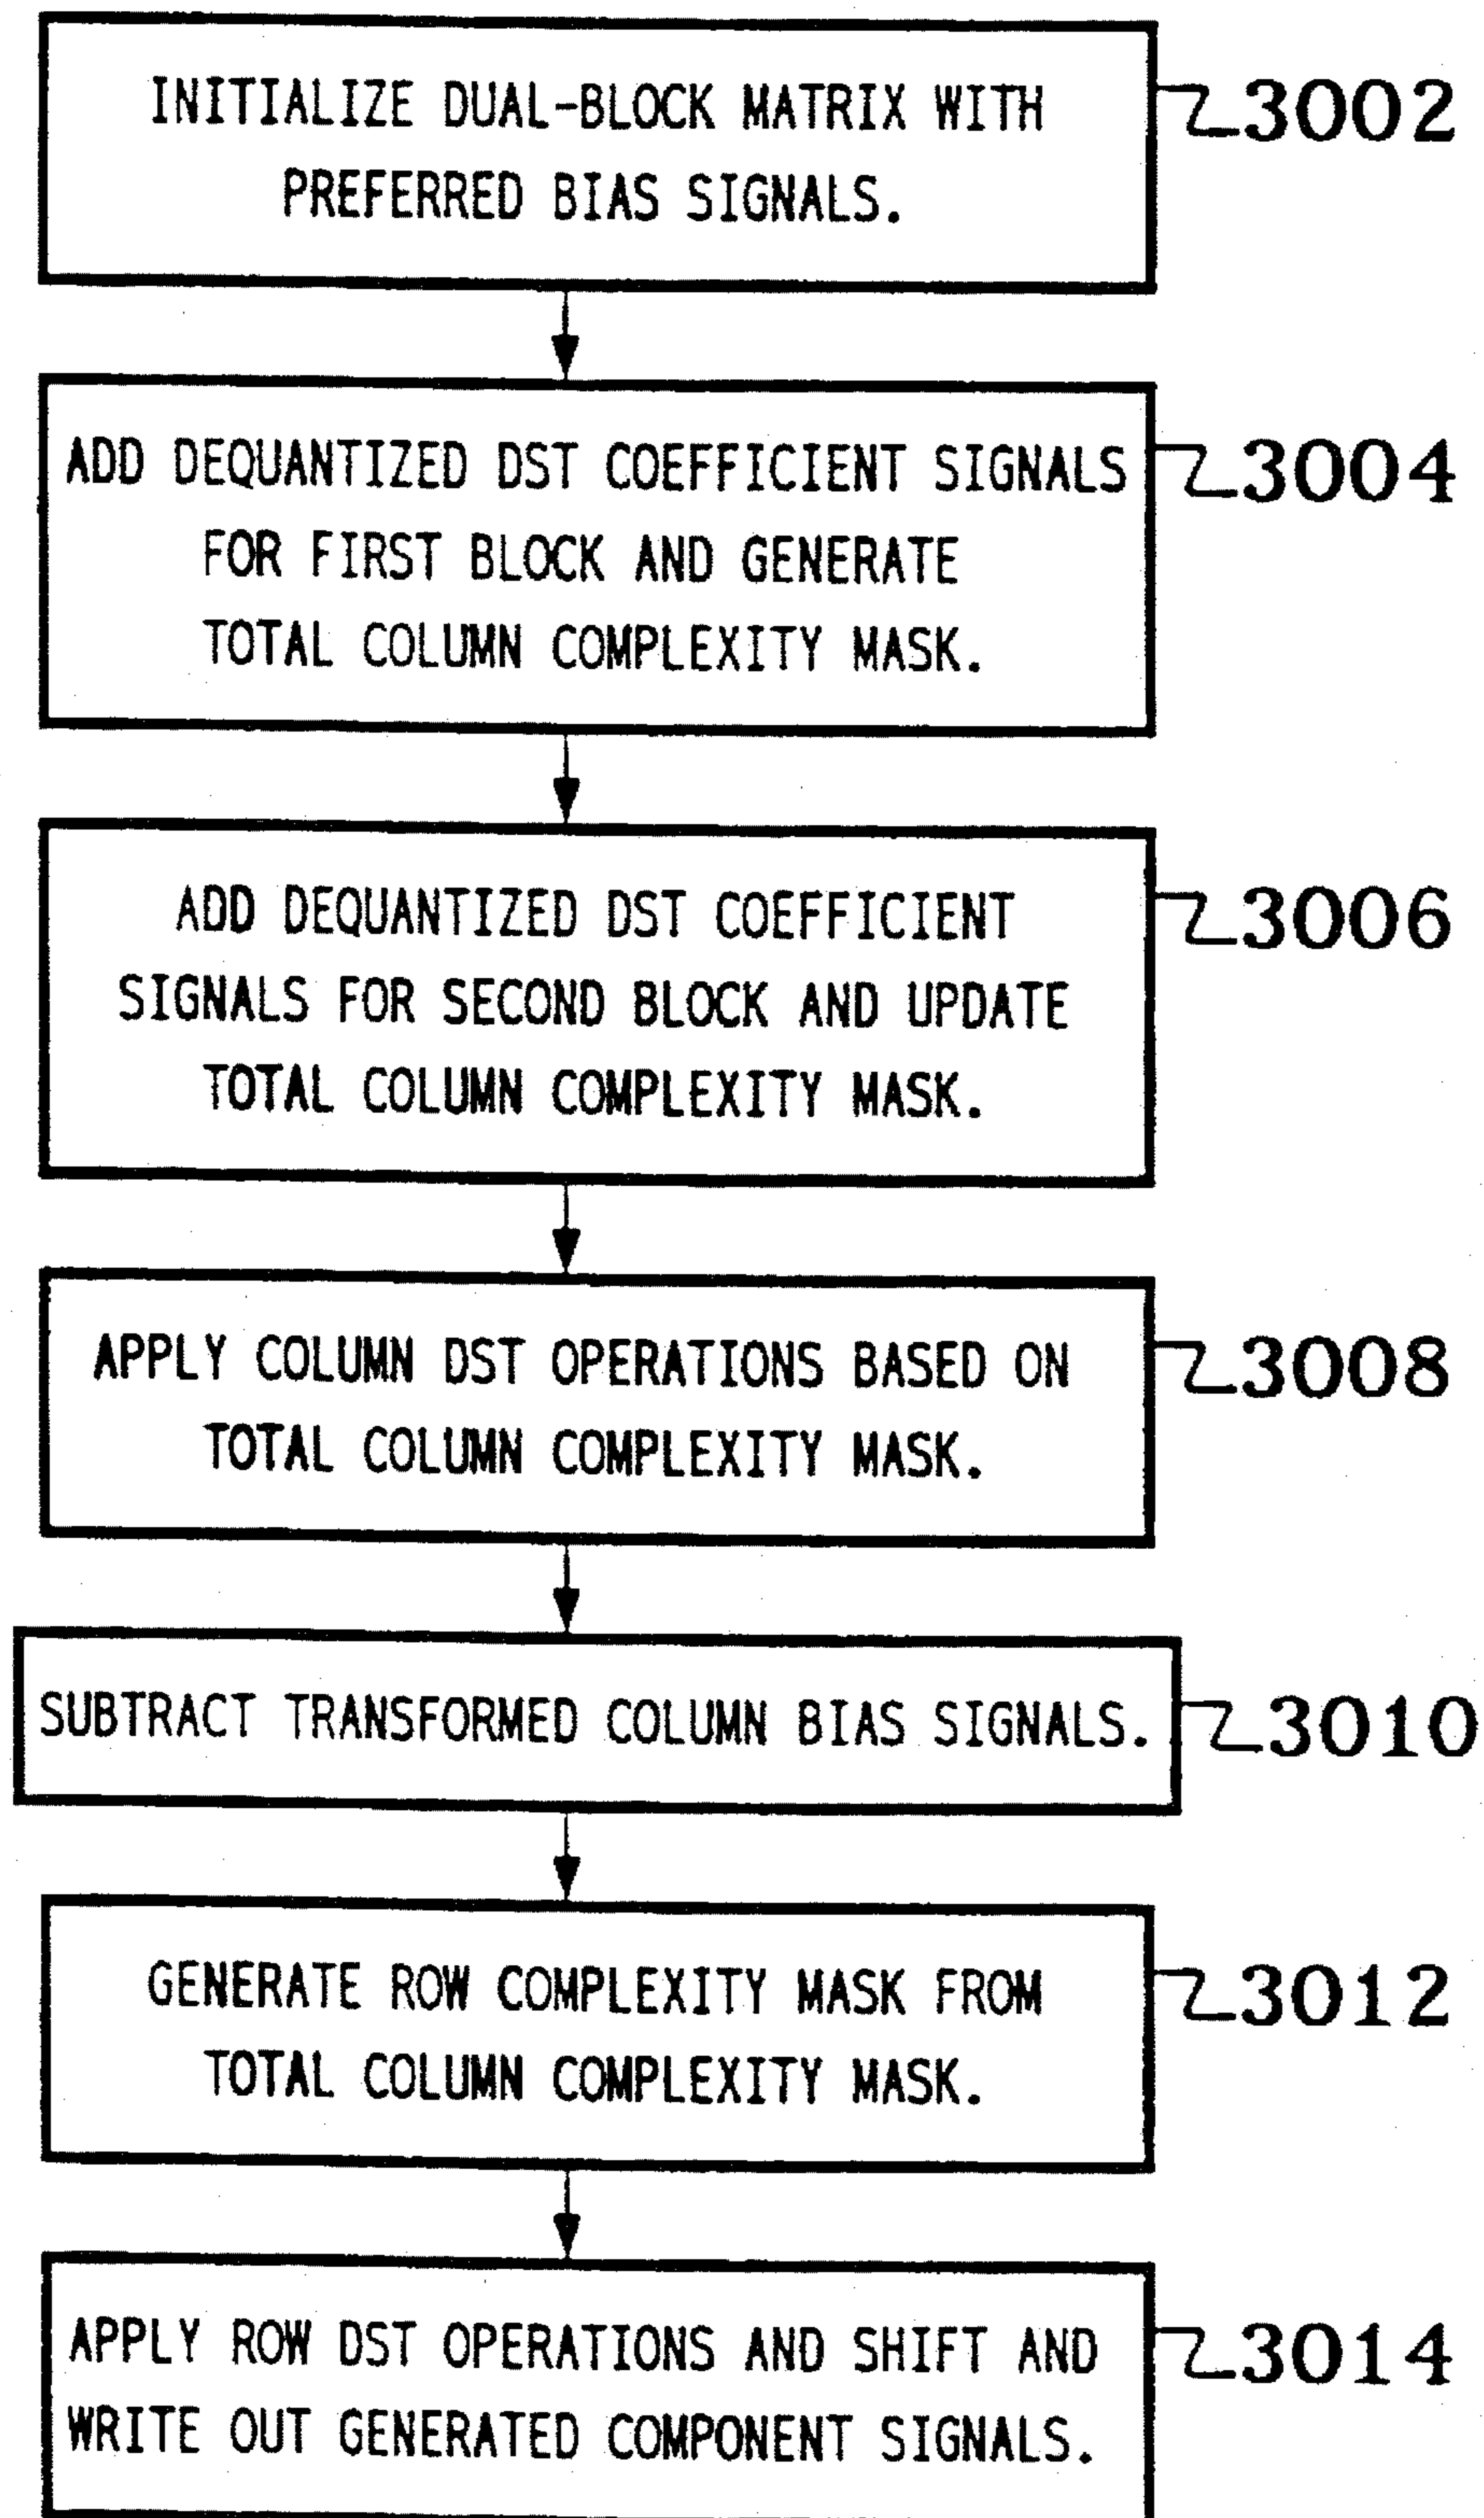 INITIALIZE DUAL-BLOCK MATRIX WITH
PREFERRED BIAS SIGNALS.
3002
ADD DEQUANTIZED DST COEFFICIENT SIGNALS
FOR FIRST BLOCK AND GENERATE
TOTAL COLUMN COMPLEXITY MASK.
3004
ADD DEQUANTIZED DST COEFFICIENT
SIGNALS FOR SECOND BLOCK AND UPDATE
TOTAL COLUMN COMPLEXITY MASK.
3006
APPLY COLUMN DST OPERATIONS BASED ON
TOTAL COLUMN COMPLEXITY MASK.
3008
SUBTRACT TRANSFORMED COLUMN BIAS SIGNALS.
3010
GENERATE ROW COMPLEXITY MASK FROM
TOTAL COLUMN COMPLEXITY MASK.
3012
APPLY ROW DST OPERATIONS AND SHIFT AND
WRITE OUT GENERATED COMPONENT SIGNALS.
3014